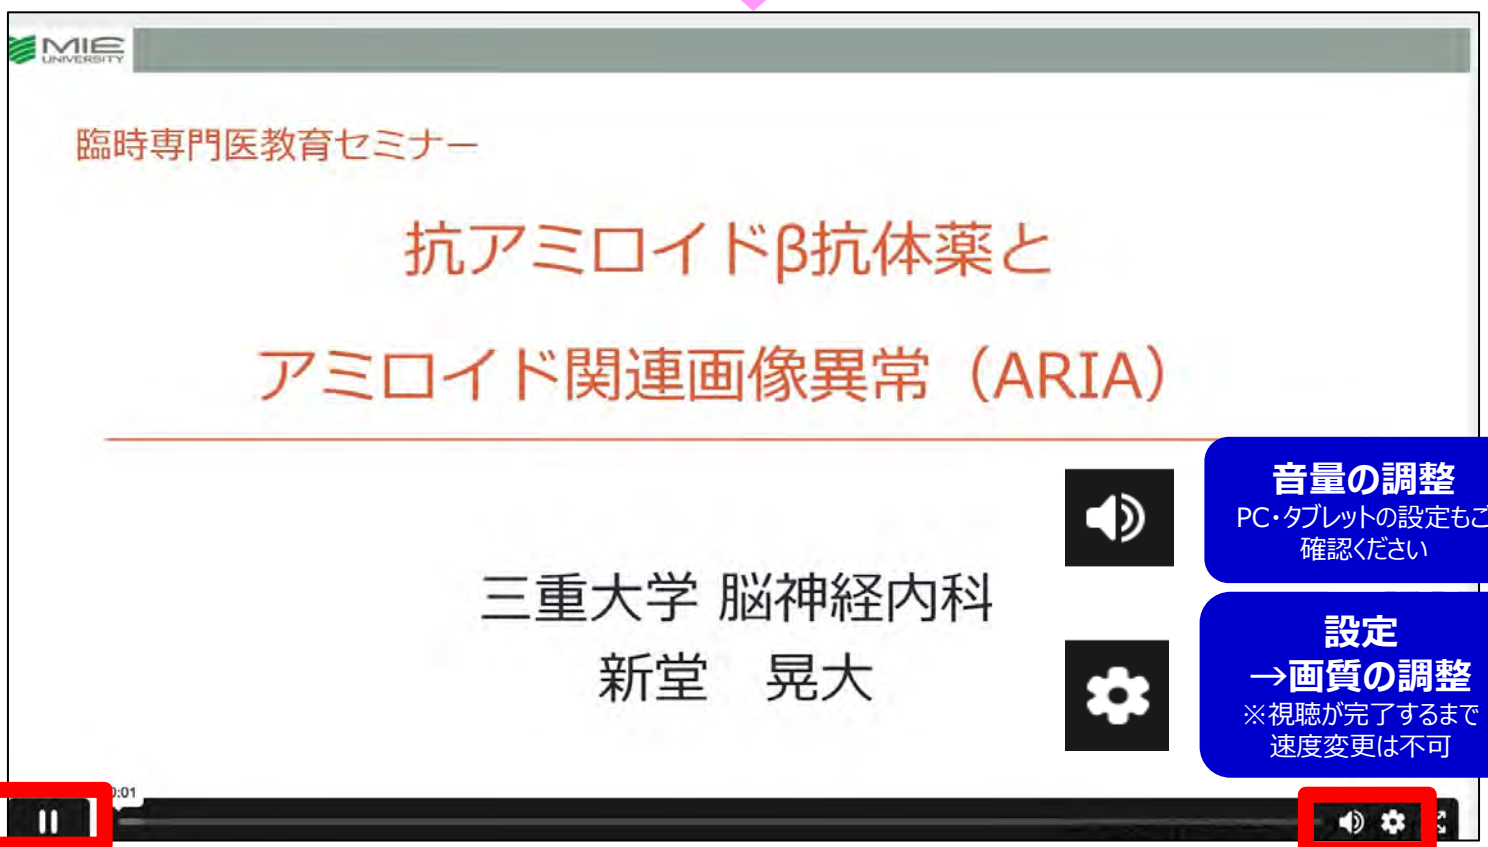 MIE
UNIVERSITY
臨時専門医教育セミナー
抗アミロイドβ抗体薬と
アミロイド関連画像異常（ARIA）
三重大学 脳神経内科
新堂　晃大
音量の調整
PC・タブレットの設定もご
確認ください
設定
→画質の調整
※視聴が完了するまで
速度変更は不可
0:01